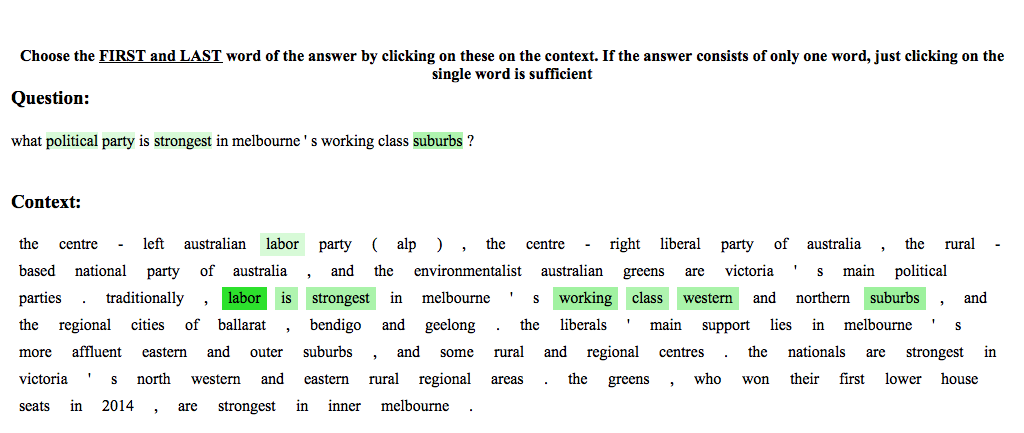 Choose the FIRST and LAST word of the answer by clicking on these on the context. If the answer consists of only one word, just clicking on the
single word is sufficient
Question:
what political party is strongest in melbourne ' s working class suburbs ?
Context:
the centre - left australian labor party ( alp ) , the centre - right liberal party of australia , the rural -
based national party of australia , and the environmentalist australian greens are victoria ' s main political
parties . traditionally , labor is strongest in melbourne ' s working class western and northern suburbs , and
the regional cities of ballarat , bendigo and geelong . the liberals ' main support lies in melbourne ' s
more affluent eastern and outer suburbs , and some rural and regional centres . the nationals are strongest in
victoria ' s north western and eastern rural regional areas . the greens , who won their first lower house
seats in 2014 , are strongest in inner melbourne .